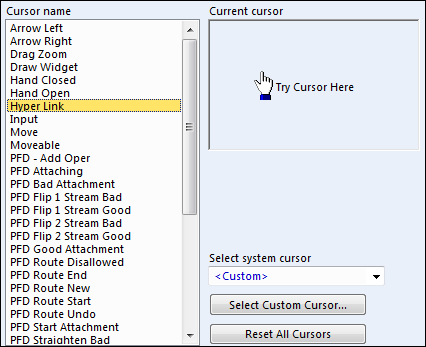 Cursor name
Arrow Left
Arrow Right
Drag Zoom
Draw Widget
Hand Closed
Hand Open
Hyper Link
Input
Move
Moveable
PFD - Add Oper
PFD Attaching
PFD Bad Attachment
PFD Flip 1 Stream Bad
PFD Flip 1 Stream Good
PFD Flip 2 Stream Bad
PFD Flip 2 Stream Good
PFD Good Attachment
PFD Route Disallowed
PFD Route End
PFD Route New
PFD Route Start
PFD Route Undo
PFD Start Attachment
PFD Straighten Bad
Current cursor
Try Cursor Here
Select system cursor
<Custom>
Select Custom Cursor...
Reset All Cursors